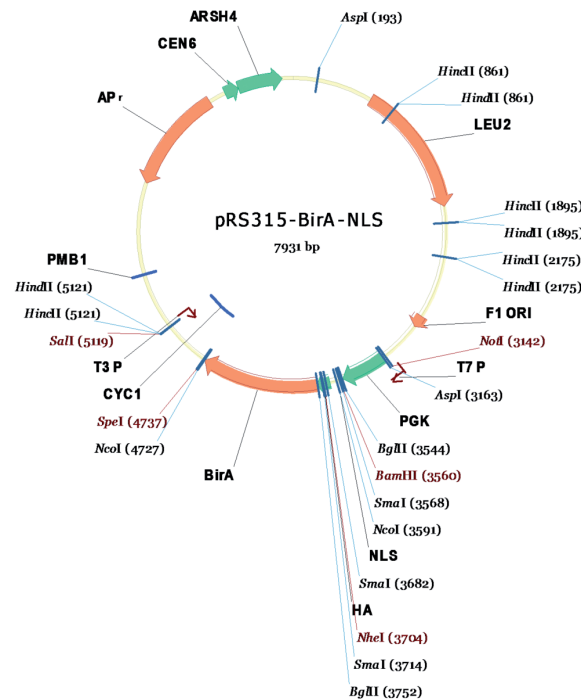 ARSH4
AspI (193)
CEN6
HincII (861)
APr
HindII (861)
LEU2
pRS315-BirA-NLS
HincII (1895)
HindII (1895)
7931 bp
PMB1
HincII (2175)
HindII (5121)
HindII (2175)
HincII (5121)
F1 ORI
SalI (5119)
NotI (3142)
T3 P
T7 P
CYC1
AspI (3163)
SpeI (4737)
PGK
NcoI (4727)
BglII (3544)
BirA
BamHI (3560)
SmaI (3568)
NcoI (3591)
NLS
SmaI (3682)
HA
NheI (3704)
SmaI (3714)
BglII (3752)